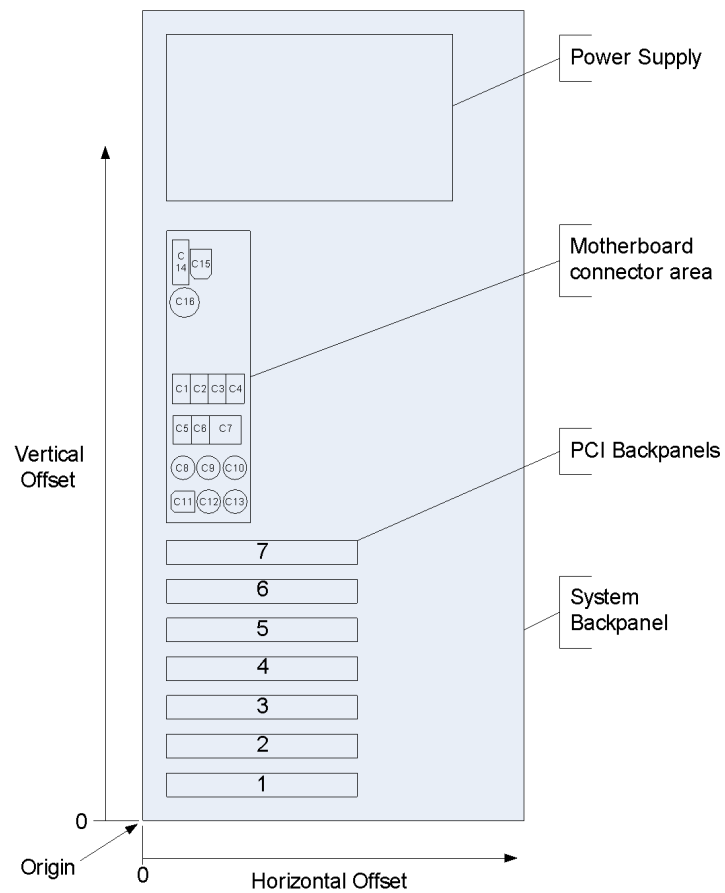 Power Supply
Motherboard
connector area
C
14
C15
C16
C1 C2 C3 C4
C5 C6 C7
C8 C9 C10
C11 C12 C13
Vertical
Offset
PCI Backpanels
7
6
5
4
3
2
1
System
Backpanel
0
Origin
0
Horizontal Offset